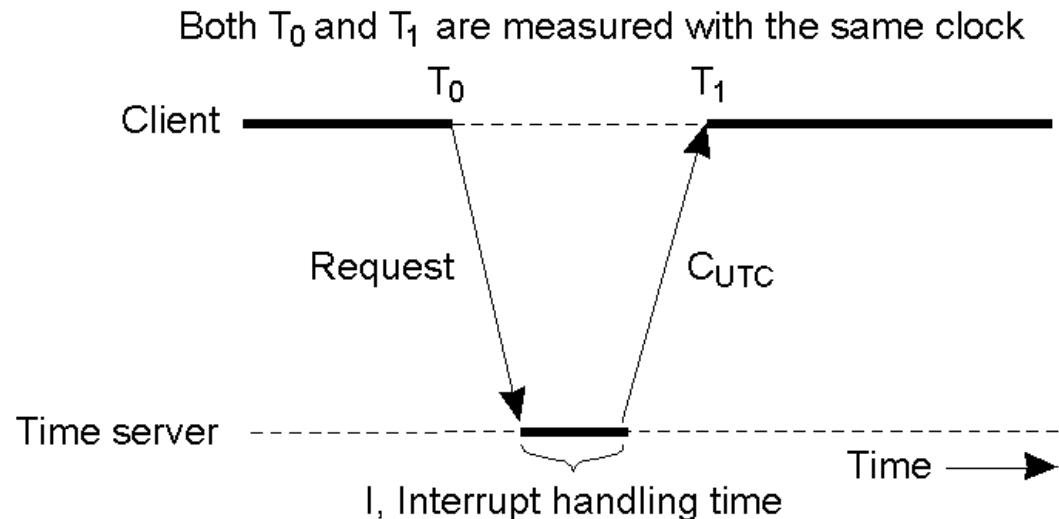 Both T₀ and T₁ are measured with the same clock
T₀
T₁
Client
Request
C_UTC
Time server
Time
I, Interrupt handling time